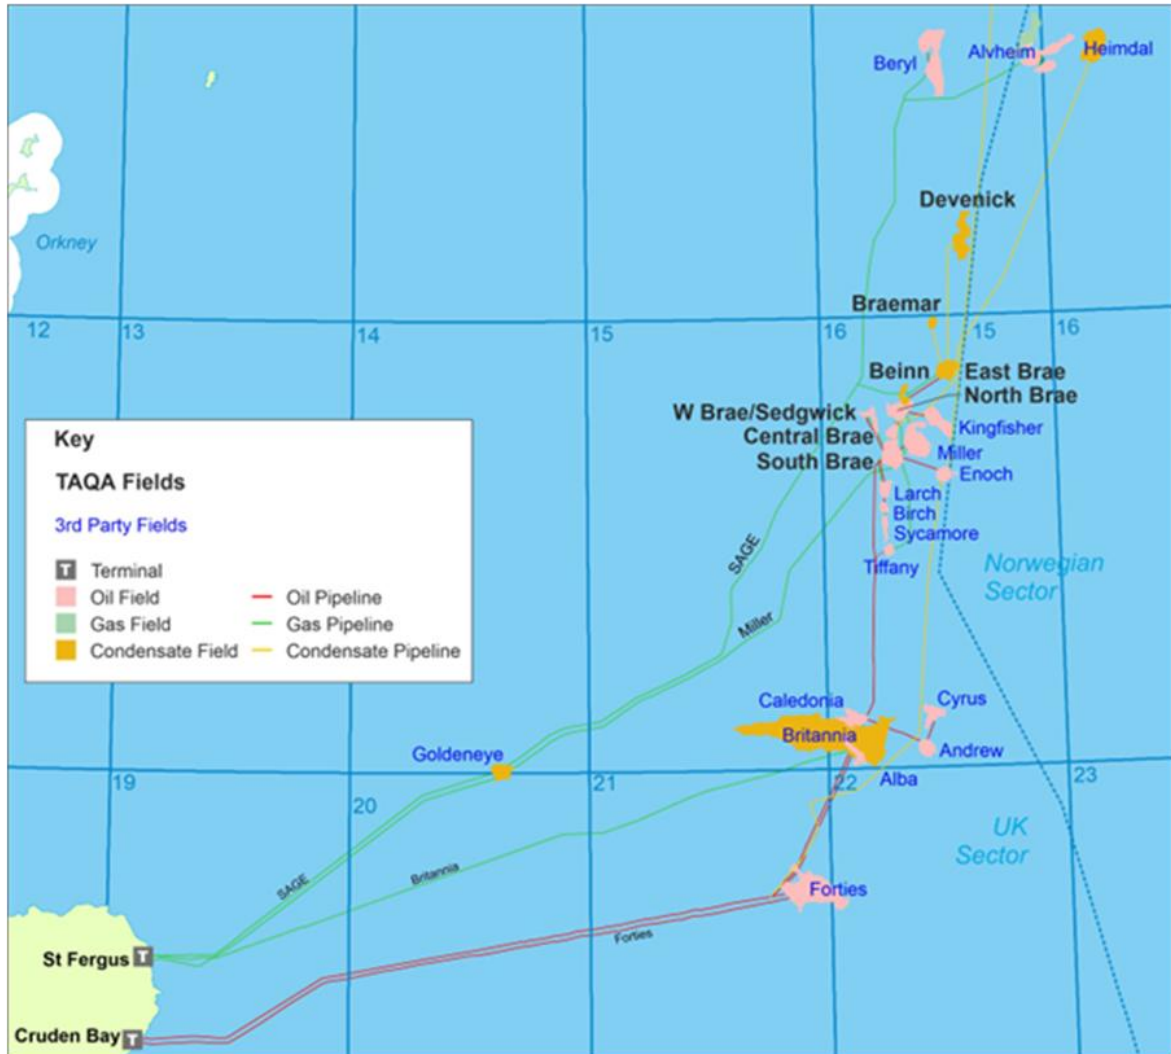 Beryl
Alvheim
Heimdal
Devenick
Orkney
Braemar
12
13
14
15
16
15
16
Beinn
East Brae
North Brae
W Brae/Sedgwick
Central Brae
South Brae
Kingfisher
Miller
Enoch
Key
TAQA Fields
3rd Party Fields
T Terminal
Oil Field
Gas Field
Condensate Field
Oil Pipeline
Gas Pipeline
Condensate Pipeline
Larch
Birch
Sycamore
Tiffany
SAGE
Miller
Norwegian
Sector
Caledonia
Cyrus
Britannia
Andrew
Goldeneye
Alba
19
20
21
22
23
UK
Sector
SAGE
Britannia
Forties
Forties
St Fergus T
Cruden Bay T